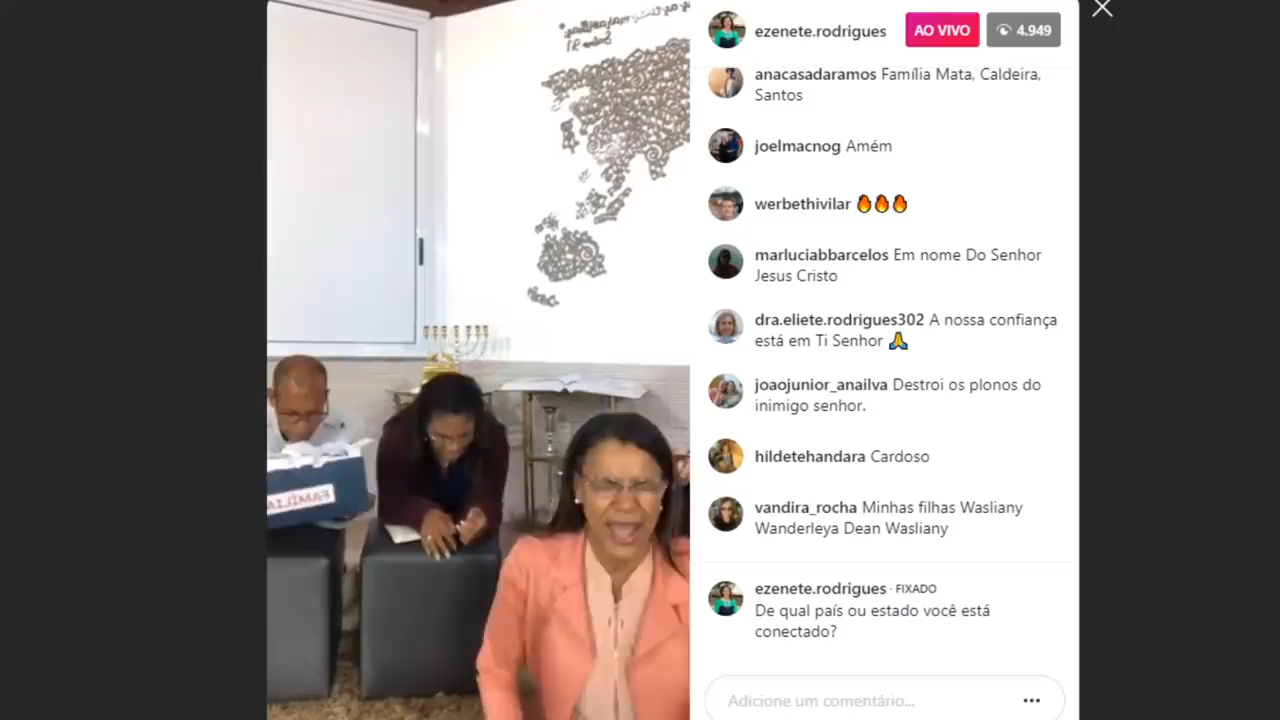 ezenete.rodrigues AO VIVO 4.949
anacasadaramos Família Mata, Caldeira,
Santos
joelmacnog Amém
werbethivilar 🔥🔥🔥
marluciabbarcelos Em nome Do Senhor
Jesus Cristo
dra.eliete.rodrigues302 A nossa confiança
está em Ti Senhor 🙏
joaojunior_anailva Destroi os plonos do
inimigo senhor.
hildetehandara Cardoso
vandira_rocha Minhas filhas Wasliany
Wanderleya Dean Wasliany
ezenete.rodrigues · FIXADO
De qual país ou estado você está
conectado?
Adicione um comentário...
FAMÍLIA